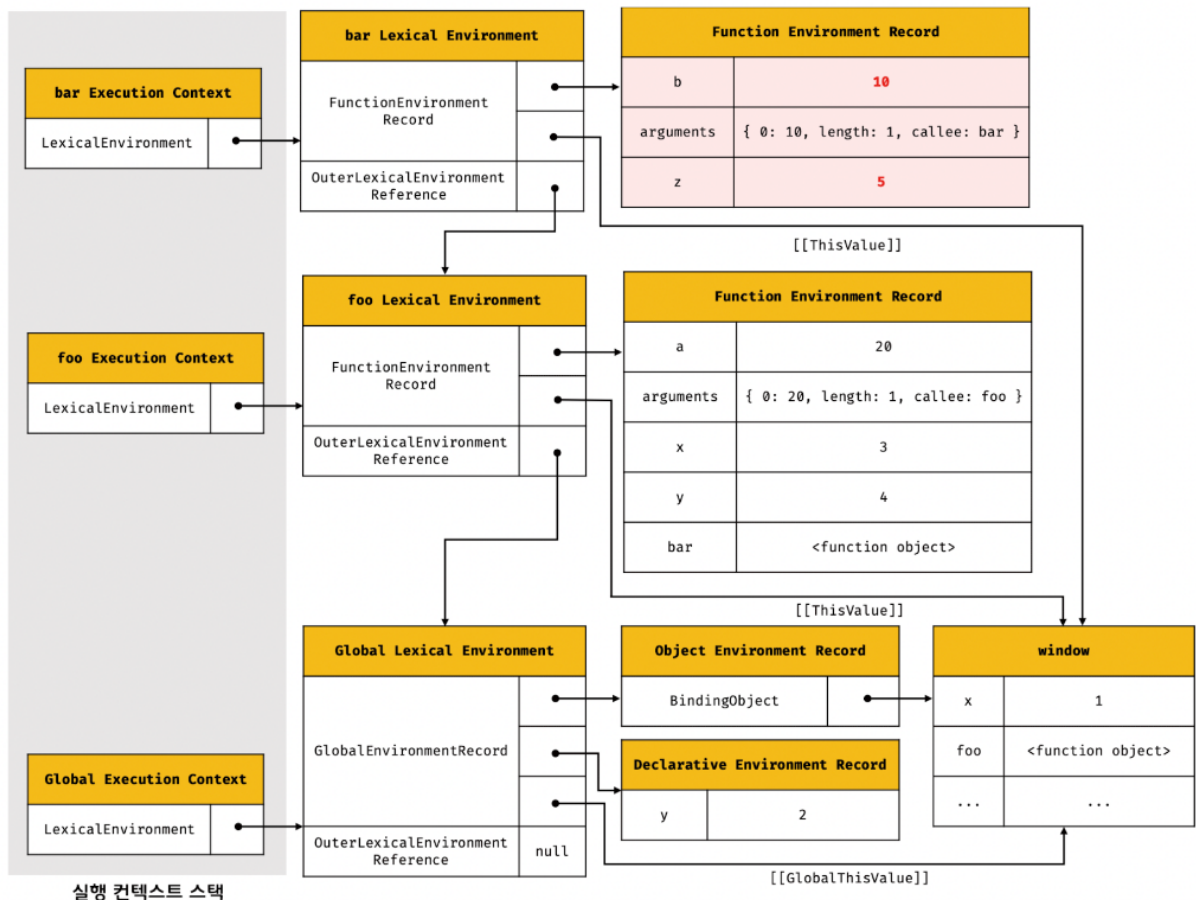 bar Execution Context
LexicalEnvironment
bar Lexical Environment
FunctionEnvironment
Record
OuterLexicalEnvironment
Reference
Function Environment Record
b 10
arguments { 0: 10, length: 1, callee: bar }
z 5
[[ThisValue]]
foo Execution Context
LexicalEnvironment
foo Lexical Environment
FunctionEnvironment
Record
OuterLexicalEnvironment
Reference
Function Environment Record
a 20
arguments { 0: 20, length: 1, callee: foo }
x 3
y 4
bar <function object>
[[ThisValue]]
Global Execution Context
LexicalEnvironment
Global Lexical Environment
GlobalEnvironmentRecord
OuterLexicalEnvironment
Reference
null
Object Environment Record
BindingObject
Declarative Environment Record
y 2
window
x 1
foo <function object>
... ...
[[GlobalThisValue]]
실행 컨텍스트 스택